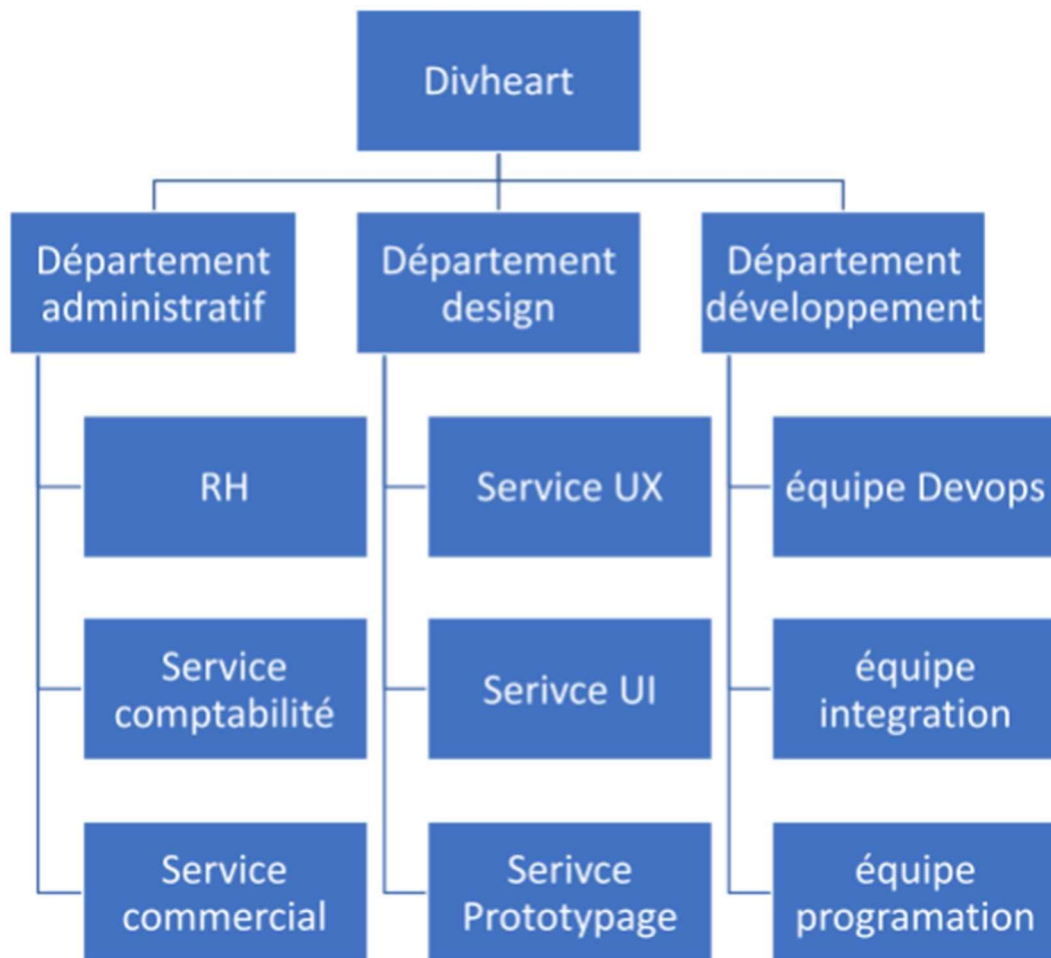 Divheart
Département
administratif
Département
design
Département
développement
RH
Service UX
équipe Devops
Service
comptabilité
Serivce UI
équipe
integration
Service
commercial
Serivce
Prototypage
équipe
programation